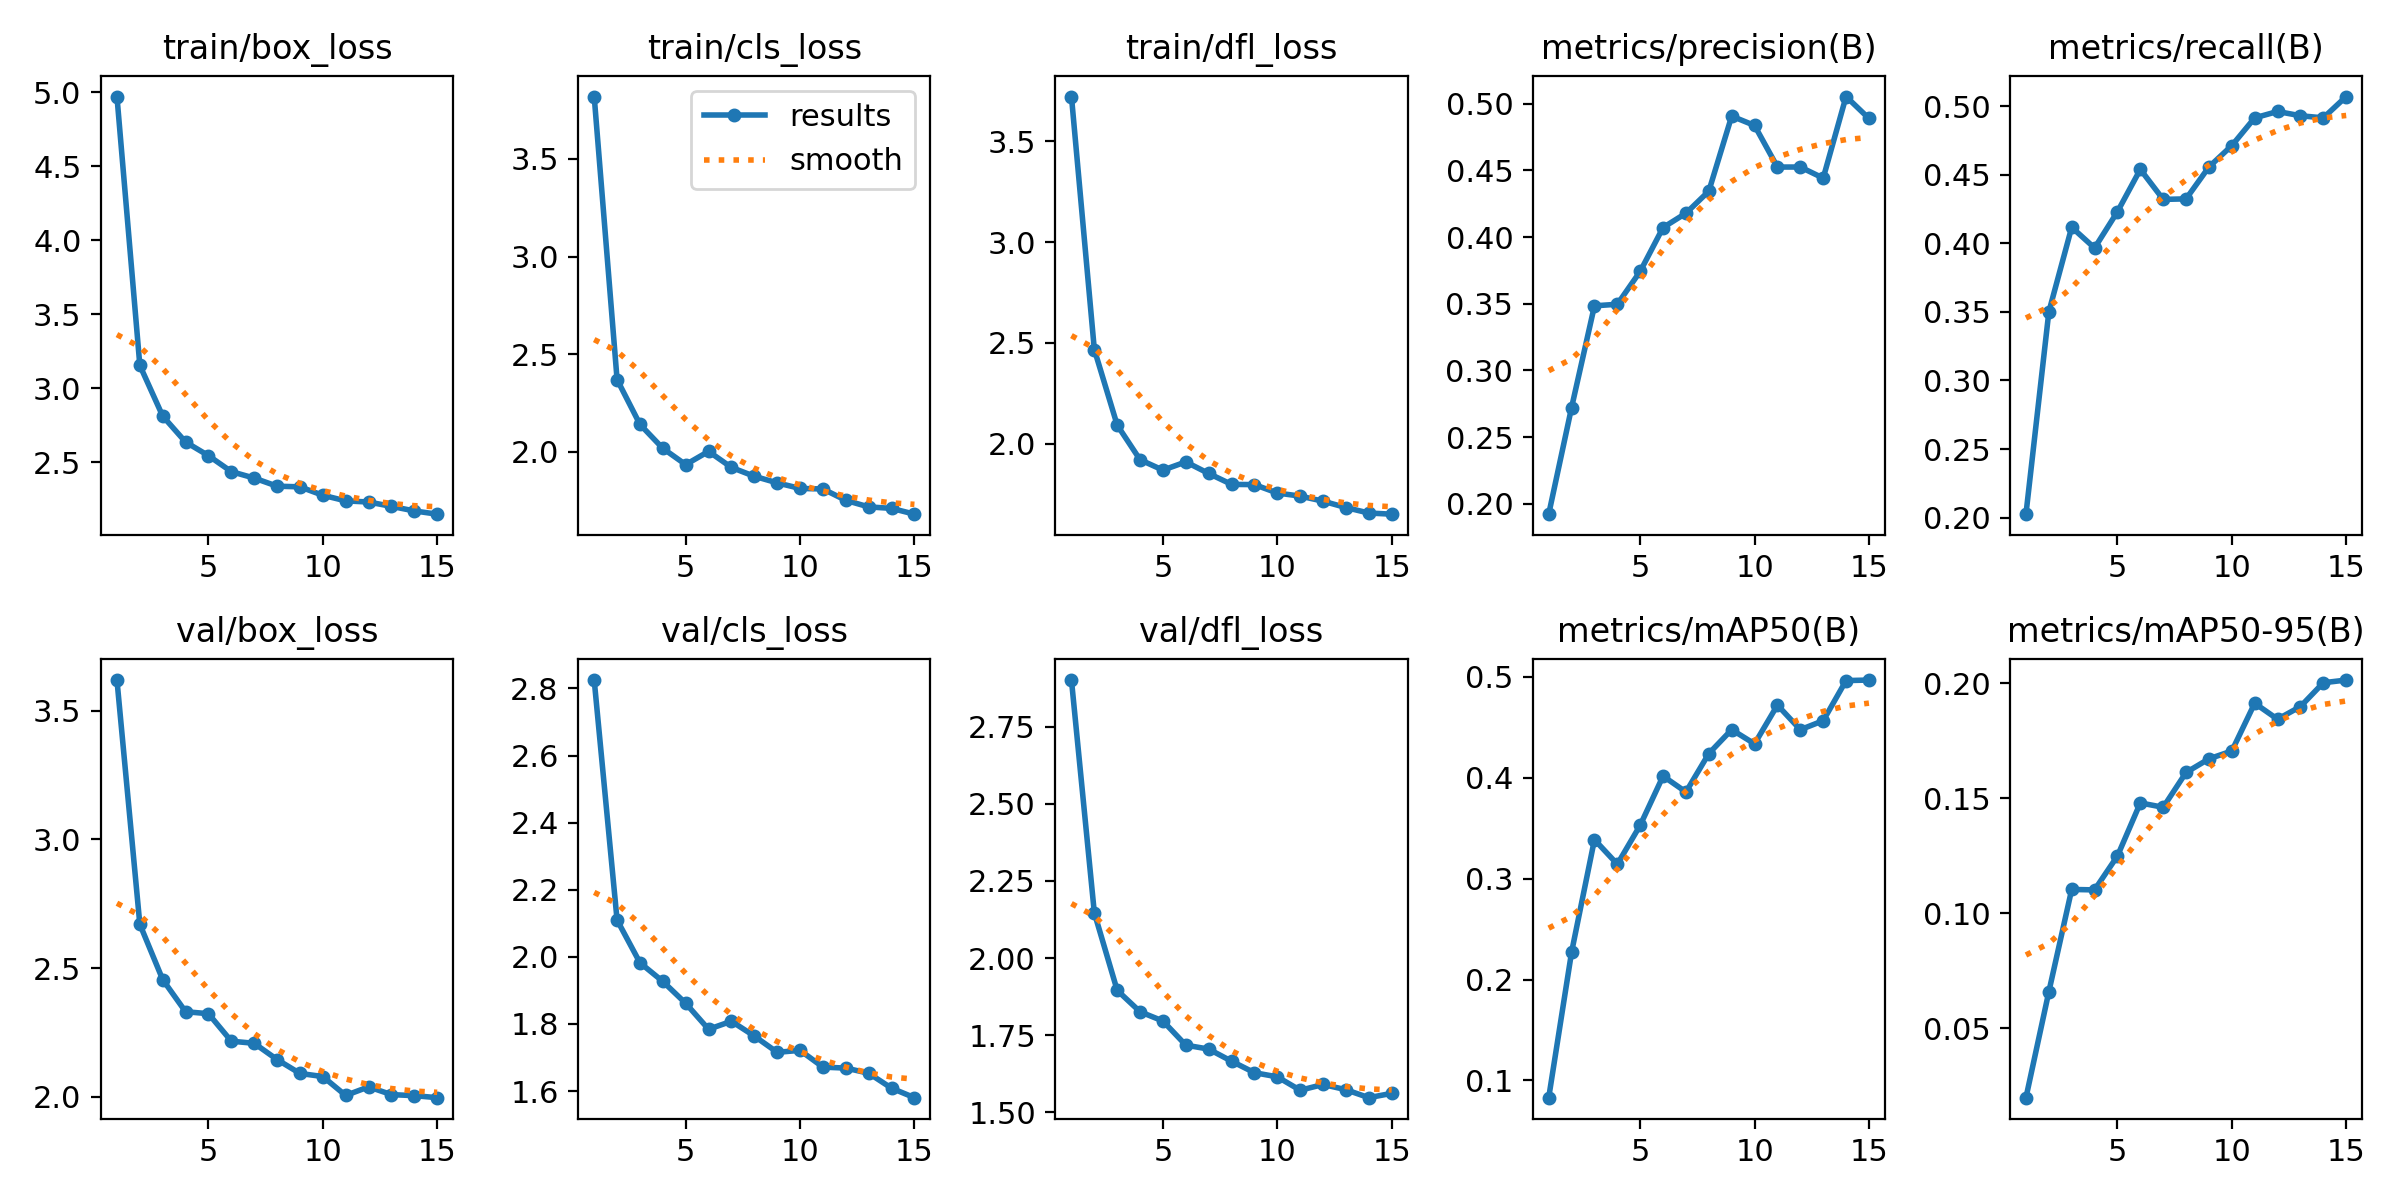 train/box_loss
5.0
4.5
4.0
3.5
3.0
2.5
5 10 15
train/cls_loss
results
smooth
3.5
3.0
2.5
2.0
5 10 15
train/dfl_loss
3.5
3.0
2.5
2.0
5 10 15
metrics/precision(B)
0.50
0.45
0.40
0.35
0.30
0.25
0.20
5 10 15
metrics/recall(B)
0.50
0.45
0.40
0.35
0.30
0.25
0.20
5 10 15
val/box_loss
3.5
3.0
2.5
2.0
5 10 15
val/cls_loss
2.8
2.6
2.4
2.2
2.0
1.8
1.6
5 10 15
val/dfl_loss
2.75
2.50
2.25
2.00
1.75
1.50
5 10 15
metrics/mAP50(B)
0.5
0.4
0.3
0.2
0.1
5 10 15
metrics/mAP50-95(B)
0.20
0.15
0.10
0.05
5 10 15